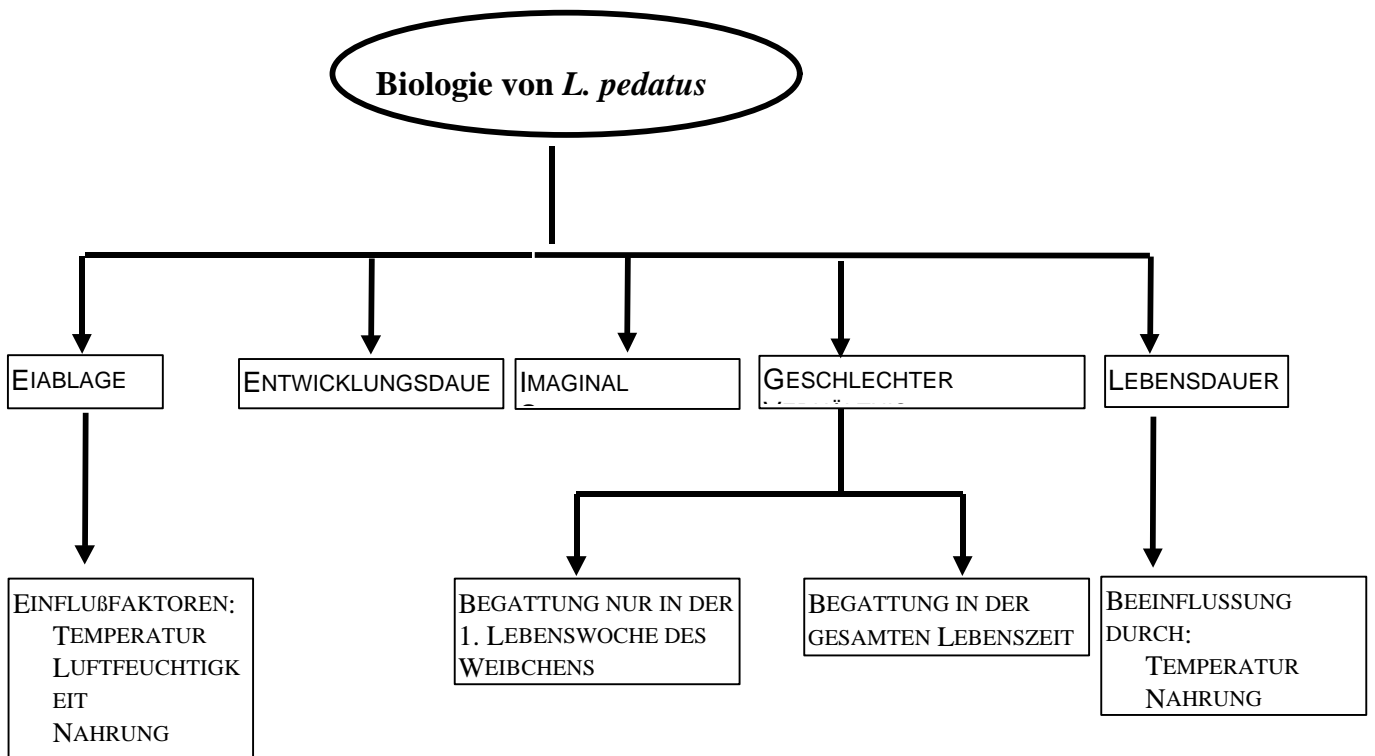 Biologie von L. pedatus
EIABLAGE
ENTWICKLUNGSDAUE
IMAGINAL
GESCHLECHTER
LEBENSDAUER
EINFLUßFAKTOREN:
TEMPERATUR
LUFTFEUCHTIGK
EIT
NAHRUNG
BEGATTUNG NUR IN DER
1. LEBENSWOCHE DES
WEIBCHENS
BEGATTUNG IN DER
GESAMTEN LEBENSZEIT
BEEINFLUSSUNG
DURCH:
TEMPERATUR
NAHRUNG